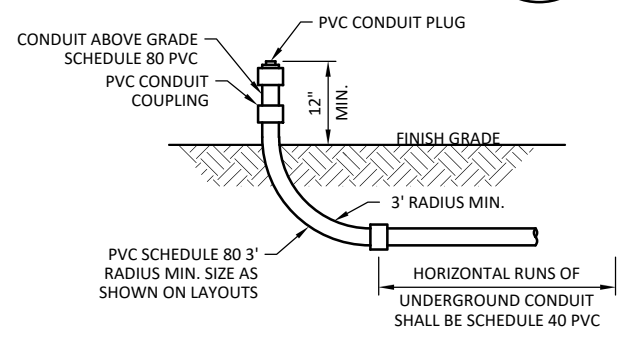 PVC CONDUIT PLUG
CONDUIT ABOVE GRADE
SCHEDULE 80 PVC
PVC CONDUIT
COUPLING
12"
MIN.
FINISH GRADE
3' RADIUS MIN.
PVC SCHEDULE 80 3'
RADIUS MIN. SIZE AS
SHOWN ON LAYOUTS
HORIZONTAL RUNS OF
UNDERGROUND CONDUIT
SHALL BE SCHEDULE 40 PVC